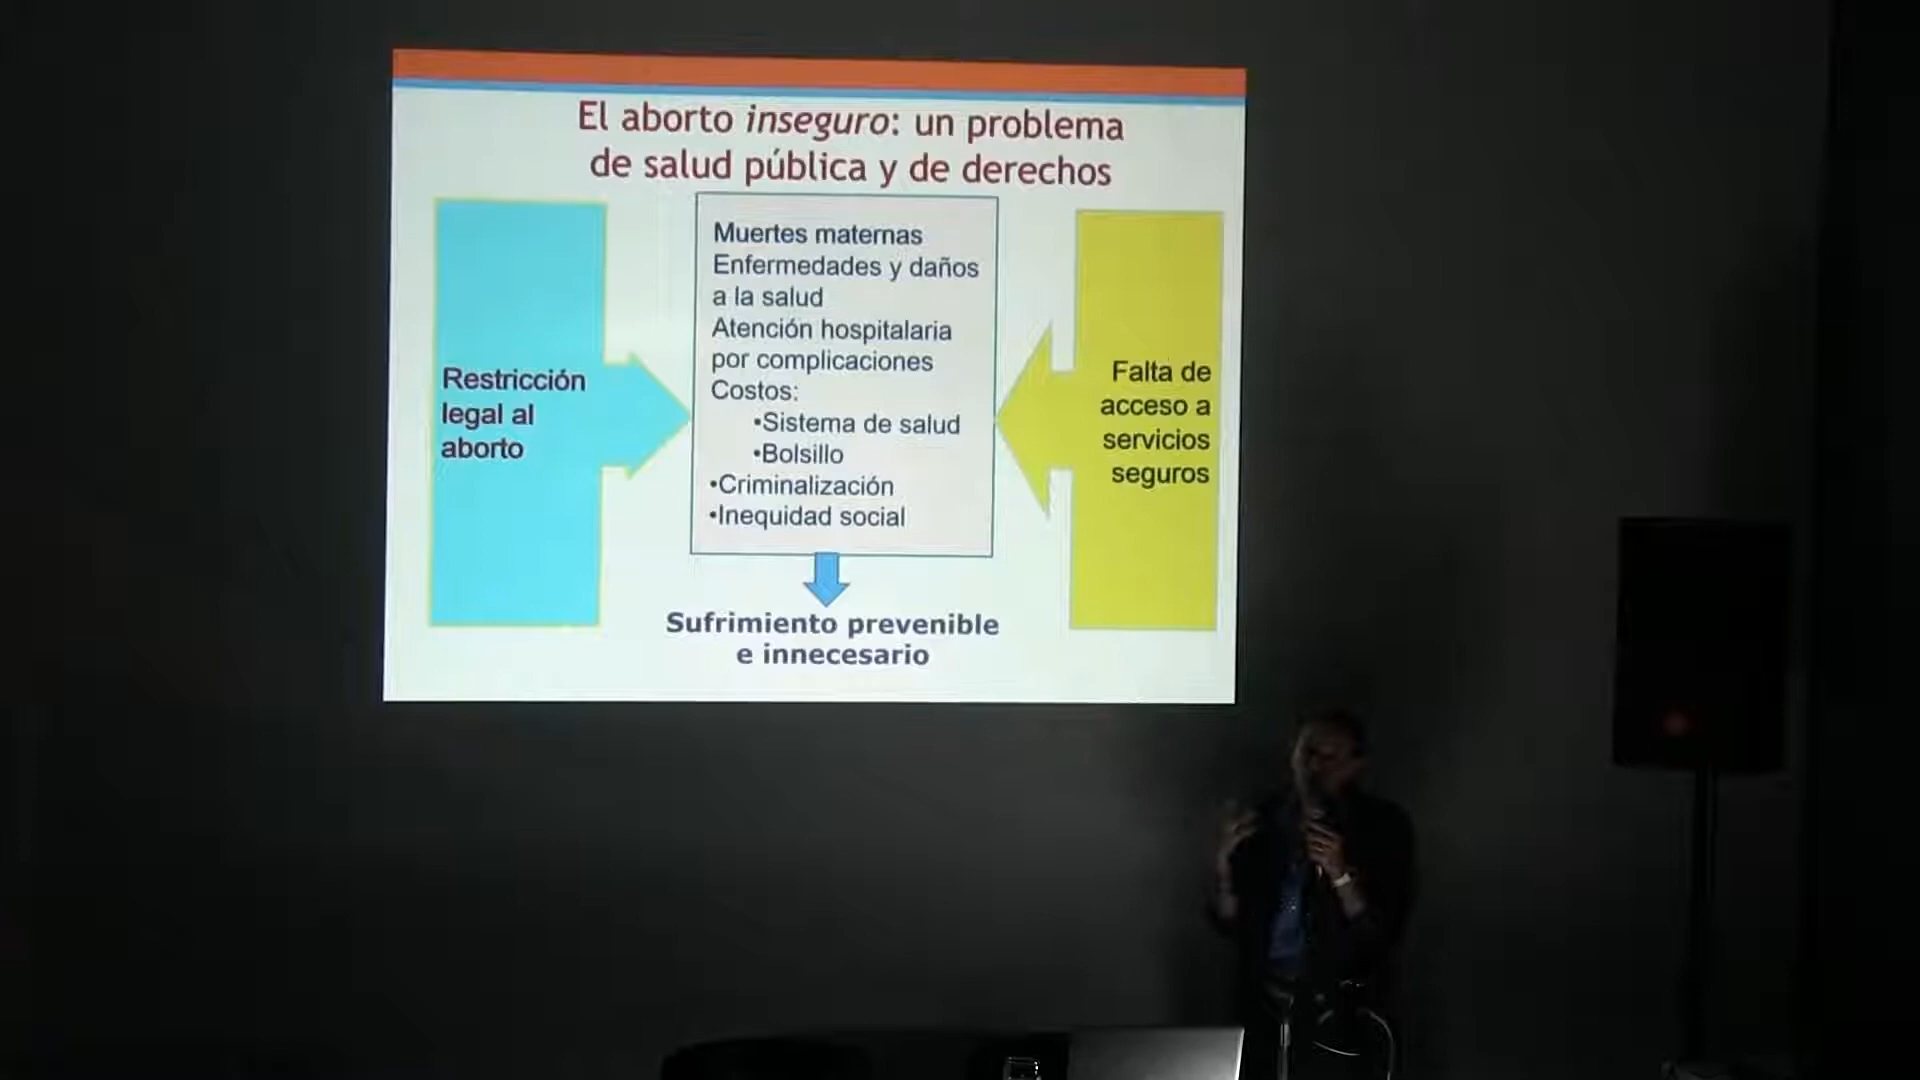 El aborto inseguro: un problema
de salud pública y de derechos
Restricción
legal al
aborto
Muertes maternas
Enfermedades y daños
a la salud
Atención hospitalaria
por complicaciones
Costos:
•Sistema de salud
•Bolsillo
•Criminalización
•Inequidad social
Falta de
acceso a
servicios
seguros
Sufrimiento prevenible
e innecesario